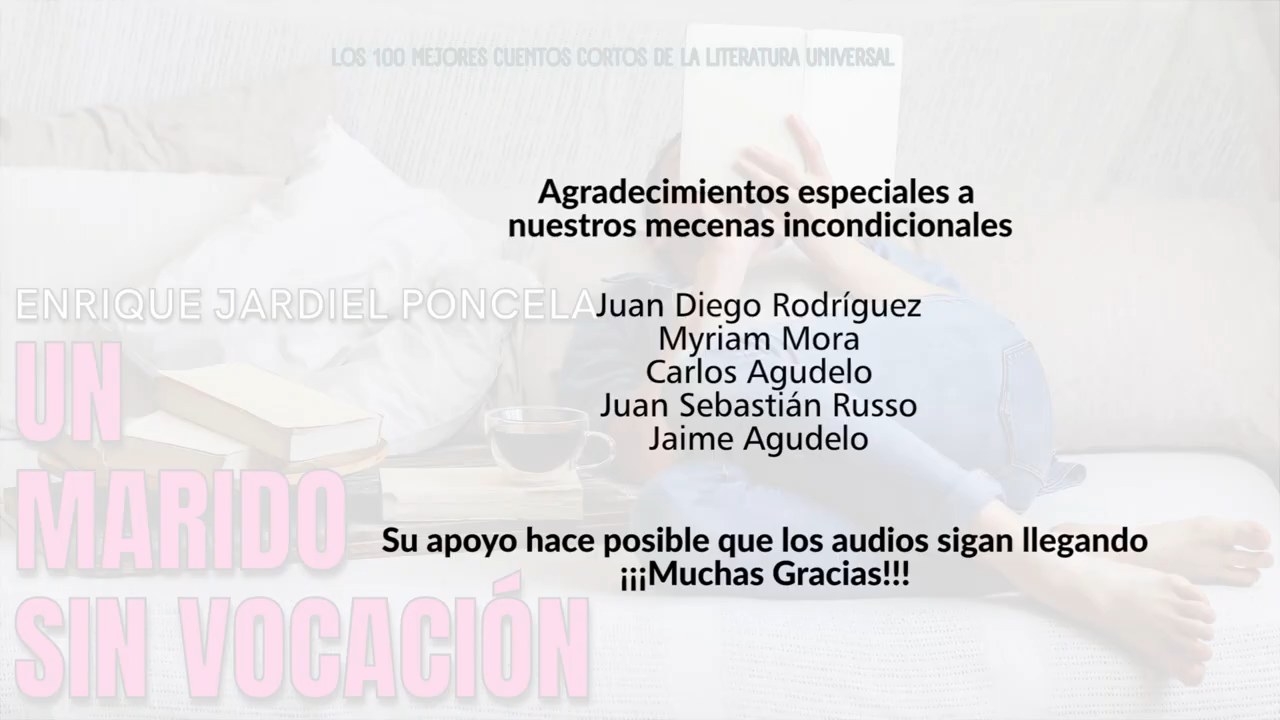 LOS 100 MEJORES CUENTOS CORTOS DE LA LITERATURA UNIVERSAL
Agradecimientos especiales a
nuestros mecenas incondicionales
ENRIQUE JARDIEL PONCELA
Juan Diego Rodríguez
Myriam Mora
Carlos Agudelo
Juan Sebastián Russo
Jaime Agudelo
UN
MARIDO
SIN VOCACIÓN
Su apoyo hace posible que los audios sigan llegando
¡¡¡Muchas Gracias!!!